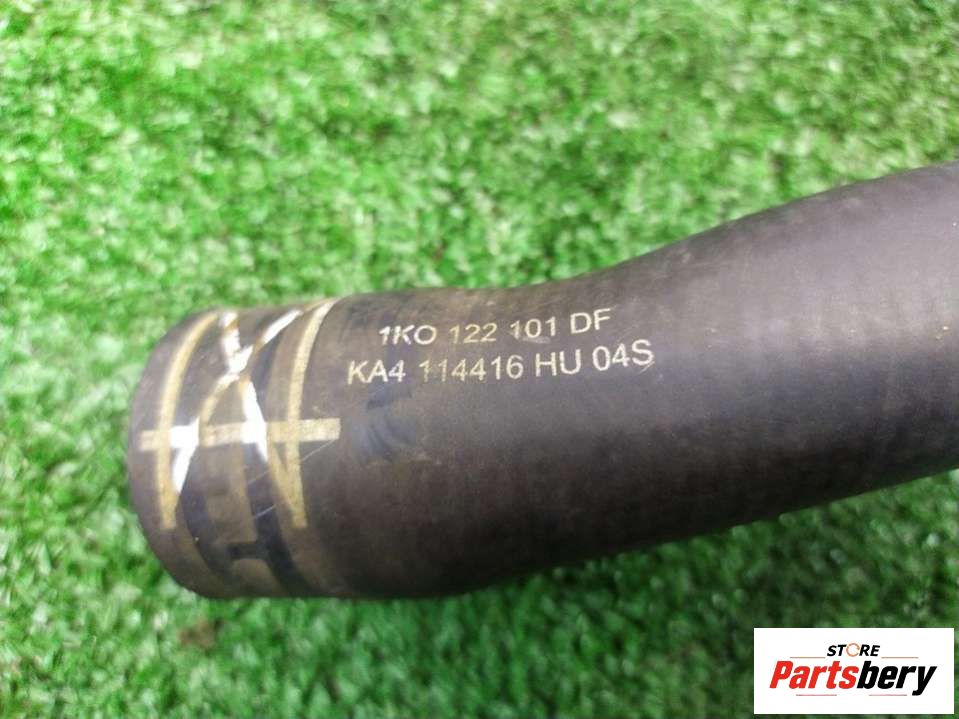 1KO 122 101 DF
KA4 114416 HU 04S
STORE
Partsbery